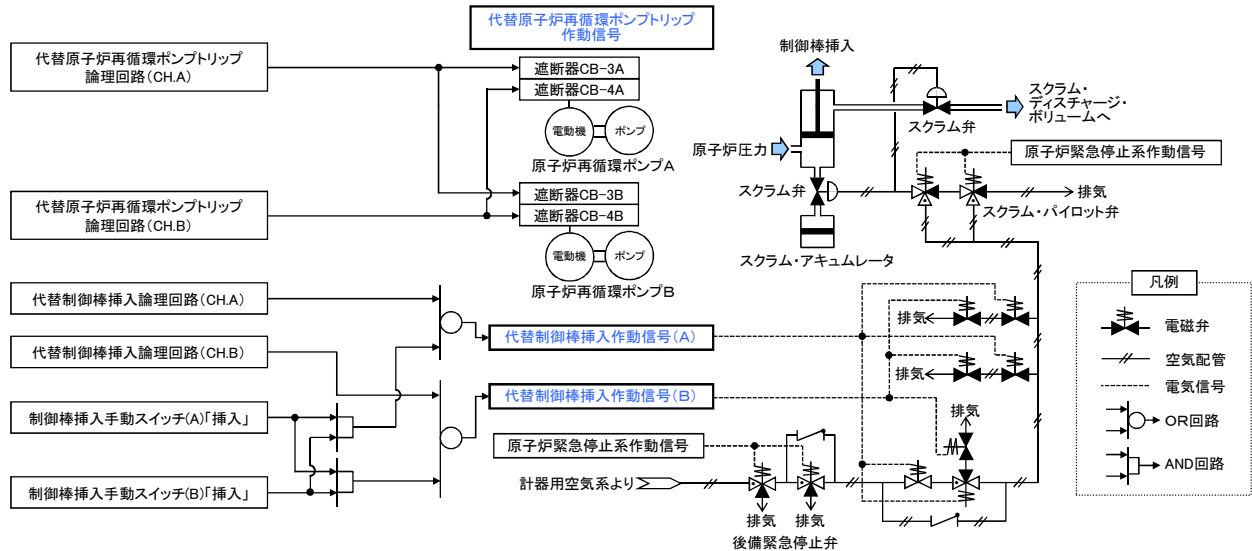 代替原子炉再循環ポンプトリップ
作動信号
代替原子炉再循環ポンプトリップ
論理回路(CH.A)
遮断器CB-3A
遮断器CB-4A
電動機
ポンプ
原子炉再循環ポンプA
代替原子炉再循環ポンプトリップ
論理回路(CH.B)
遮断器CB-3B
遮断器CB-4B
電動機
ポンプ
原子炉再循環ポンプB
制御棒挿入
スクラム・
ディスチャージ・
ボリュームへ
スクラム弁
原子炉圧力
原子炉緊急停止系作動信号
スクラム弁
排気
スクラム・パイロット弁
スクラム・アキュムレータ
代替制御棒挿入論理回路(CH.A)
代替制御棒挿入論理回路(CH.B)
制御棒挿入手動スイッチ(A)「挿入」
制御棒挿入手動スイッチ(B)「挿入」
代替制御棒挿入作動信号(A)
代替制御棒挿入作動信号(B)
排気
排気
排気
原子炉緊急停止系作動信号
計器用空気系より
排気
排気
後備緊急停止弁
凡例
電磁弁
空気配管
電気信号
OR回路
AND回路